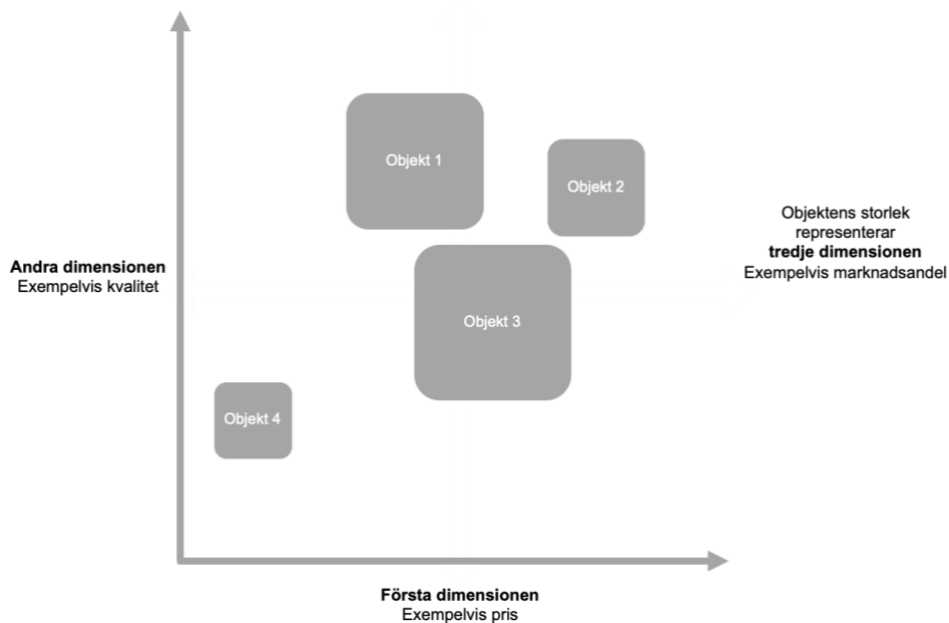 Objekt 1
Objekt 2
Objektens storlek
representerar
tredje dimensionen
Exempelvis marknadsandel
Andra dimensionen
Exempelvis kvalitet
Objekt 3
Objekt 4
Första dimensionen
Exempelvis pris